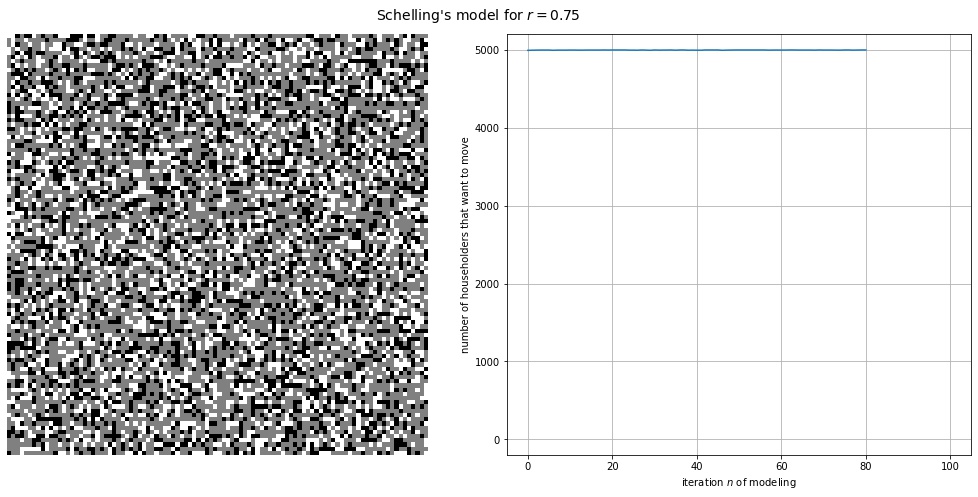 Schelling's model for r = 0.75
number of householders that want to move
5000
4000
3000
2000
1000
0
0 20 40 60 80 100
iteration n of modeling